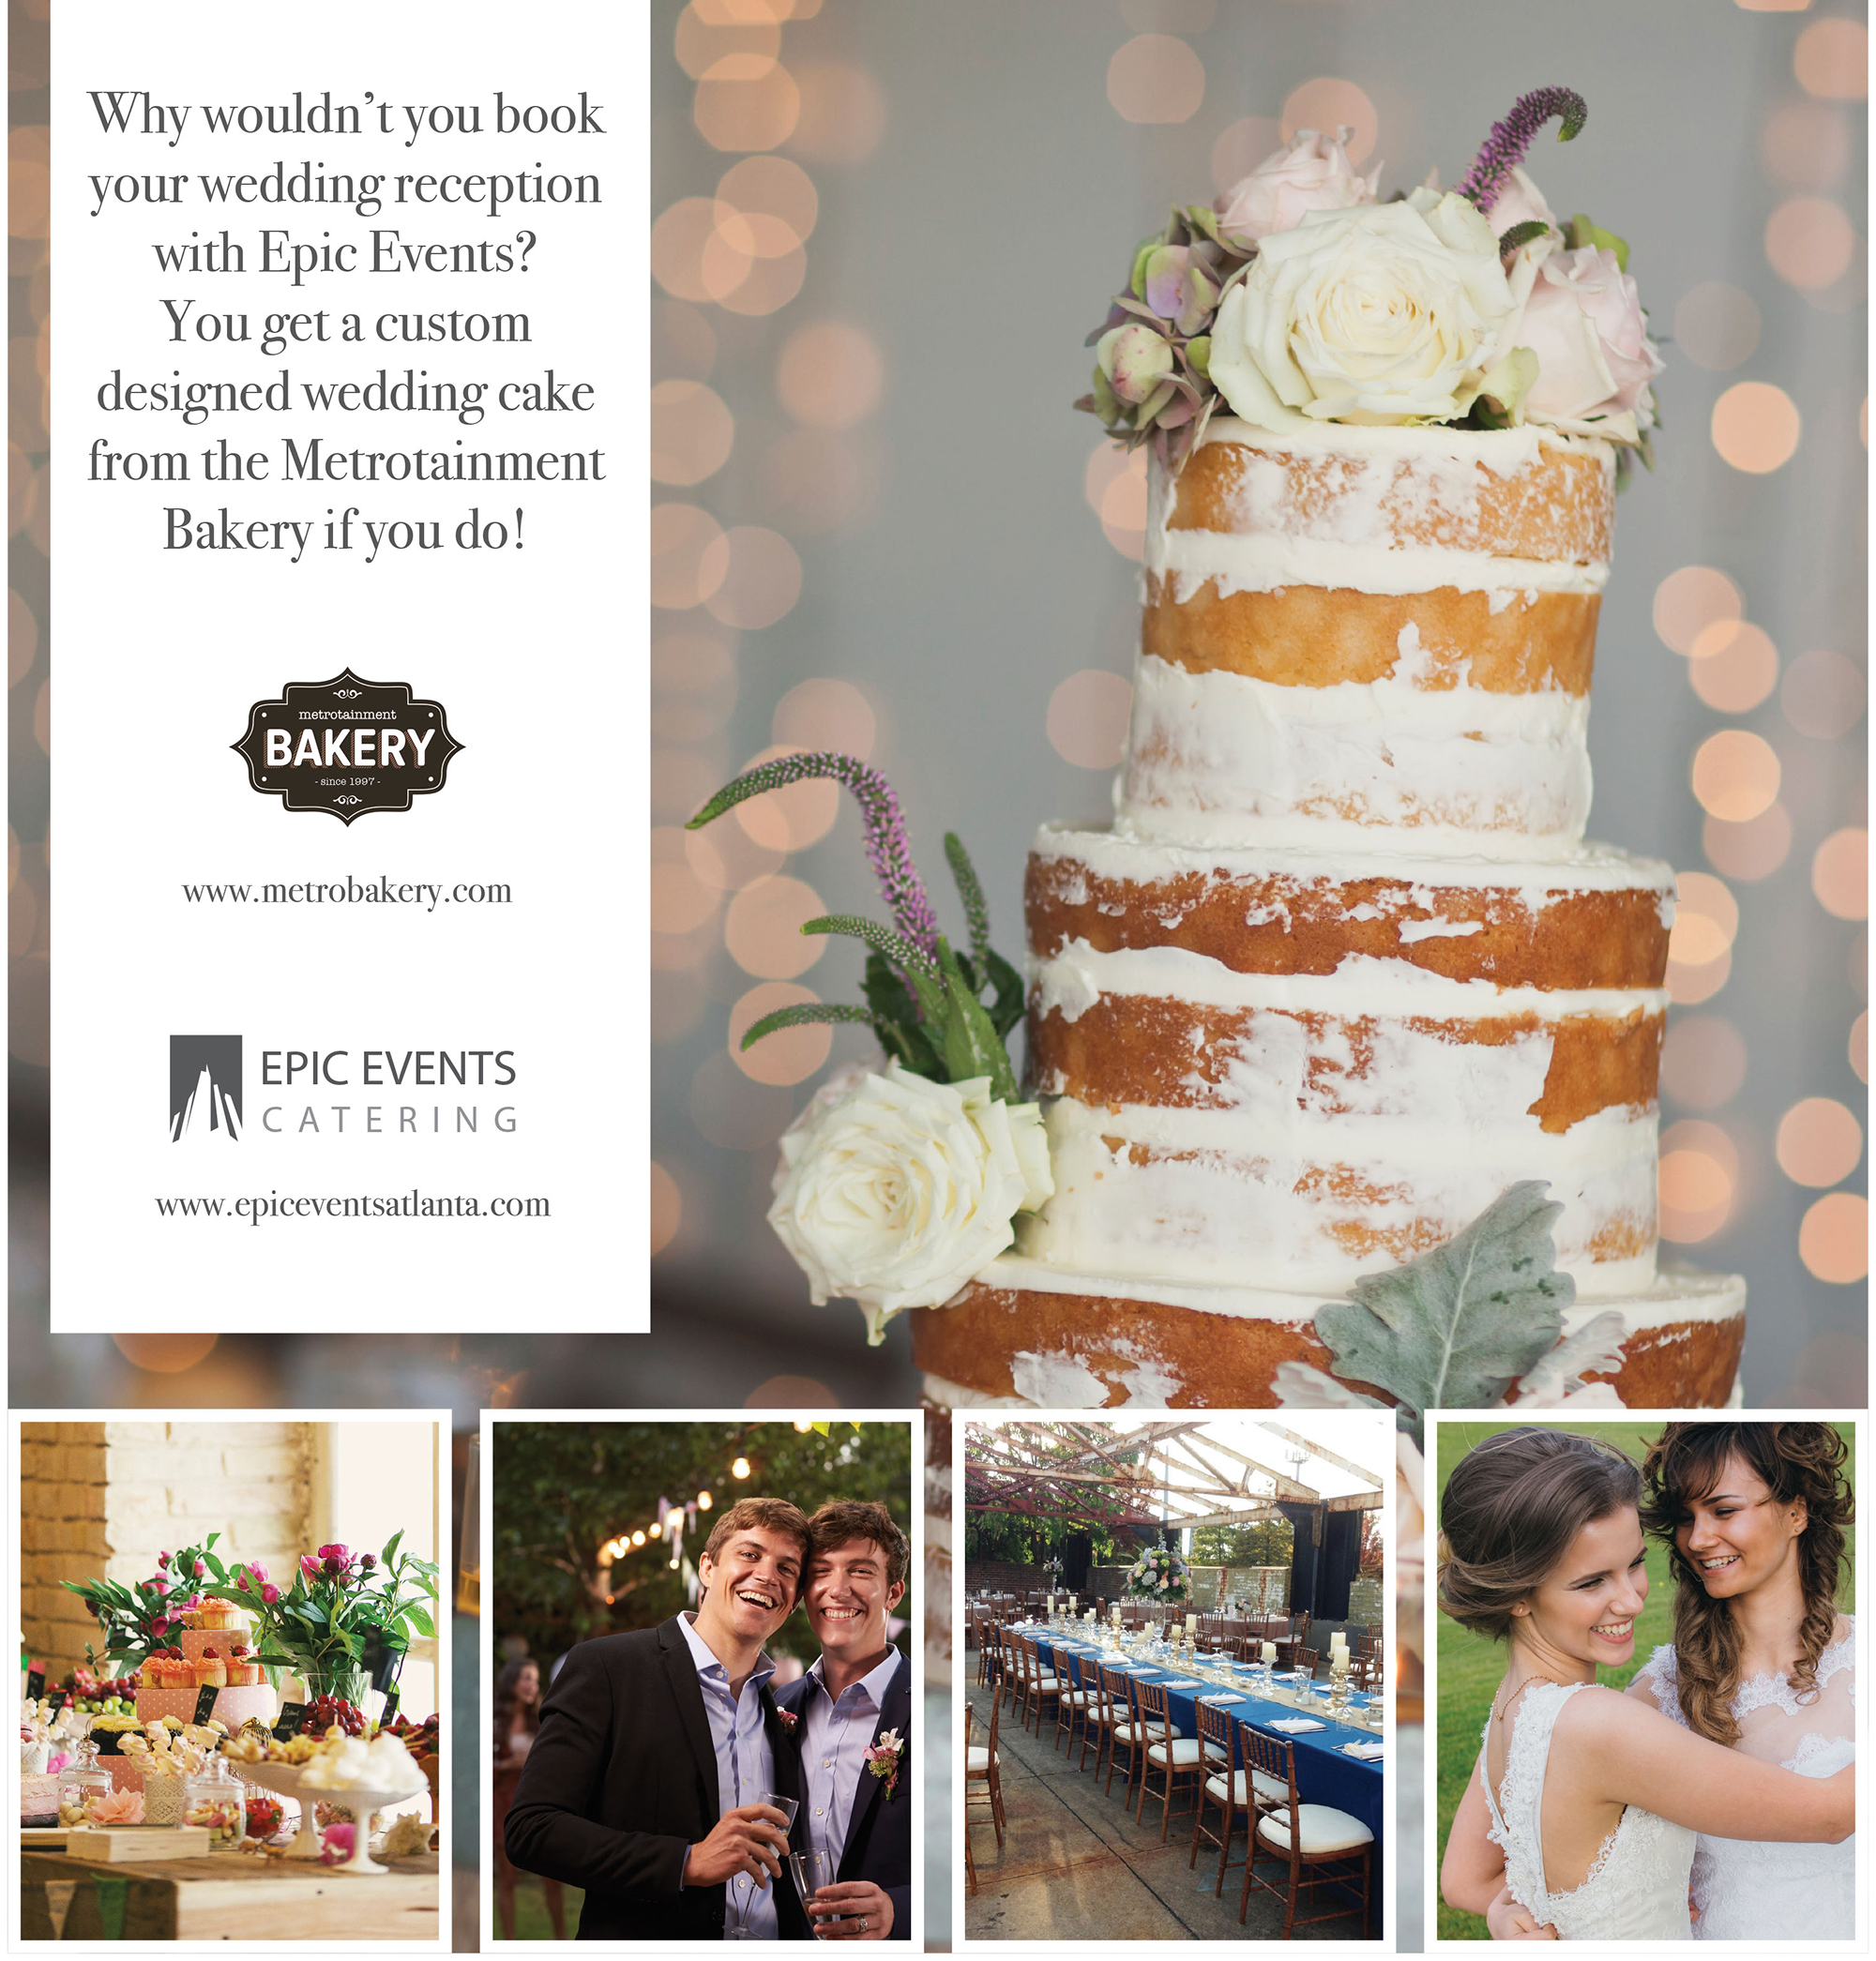 Why wouldn't you book
your wedding reception
with Epic Events?
You get a custom
designed wedding cake
from the Metrotainment
Bakery if you do!
metrotainment
BAKERY
- since 1997 -
www.metrobakery.com
EPIC EVENTS
CATERING
www.epiceventsatlanta.com